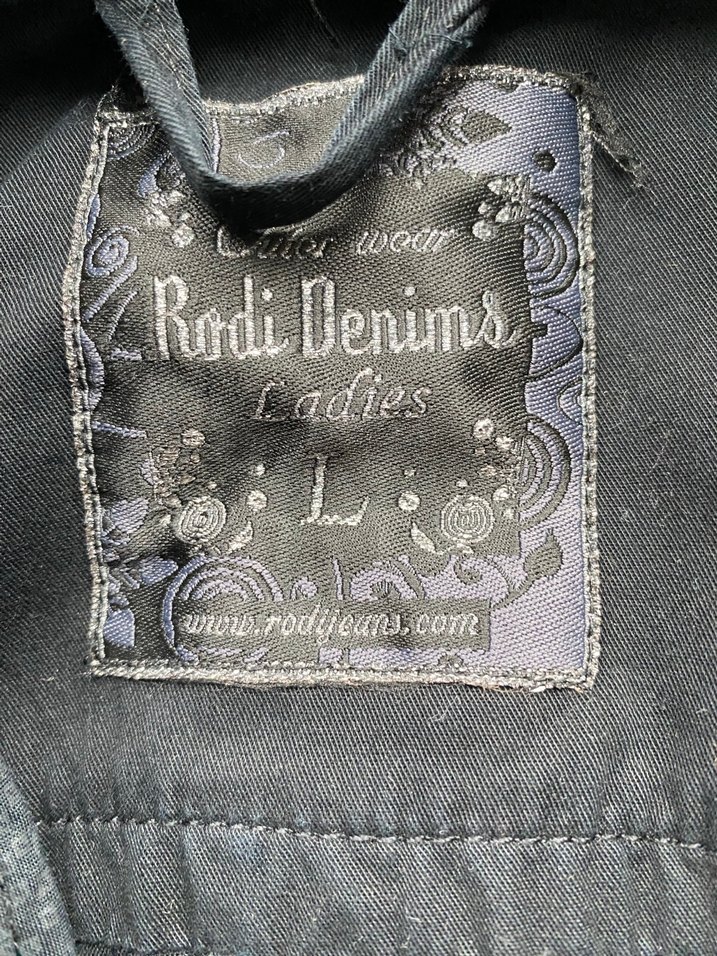 Outer wear
Rodi Denims
Ladies
L
www.rodijeans.com